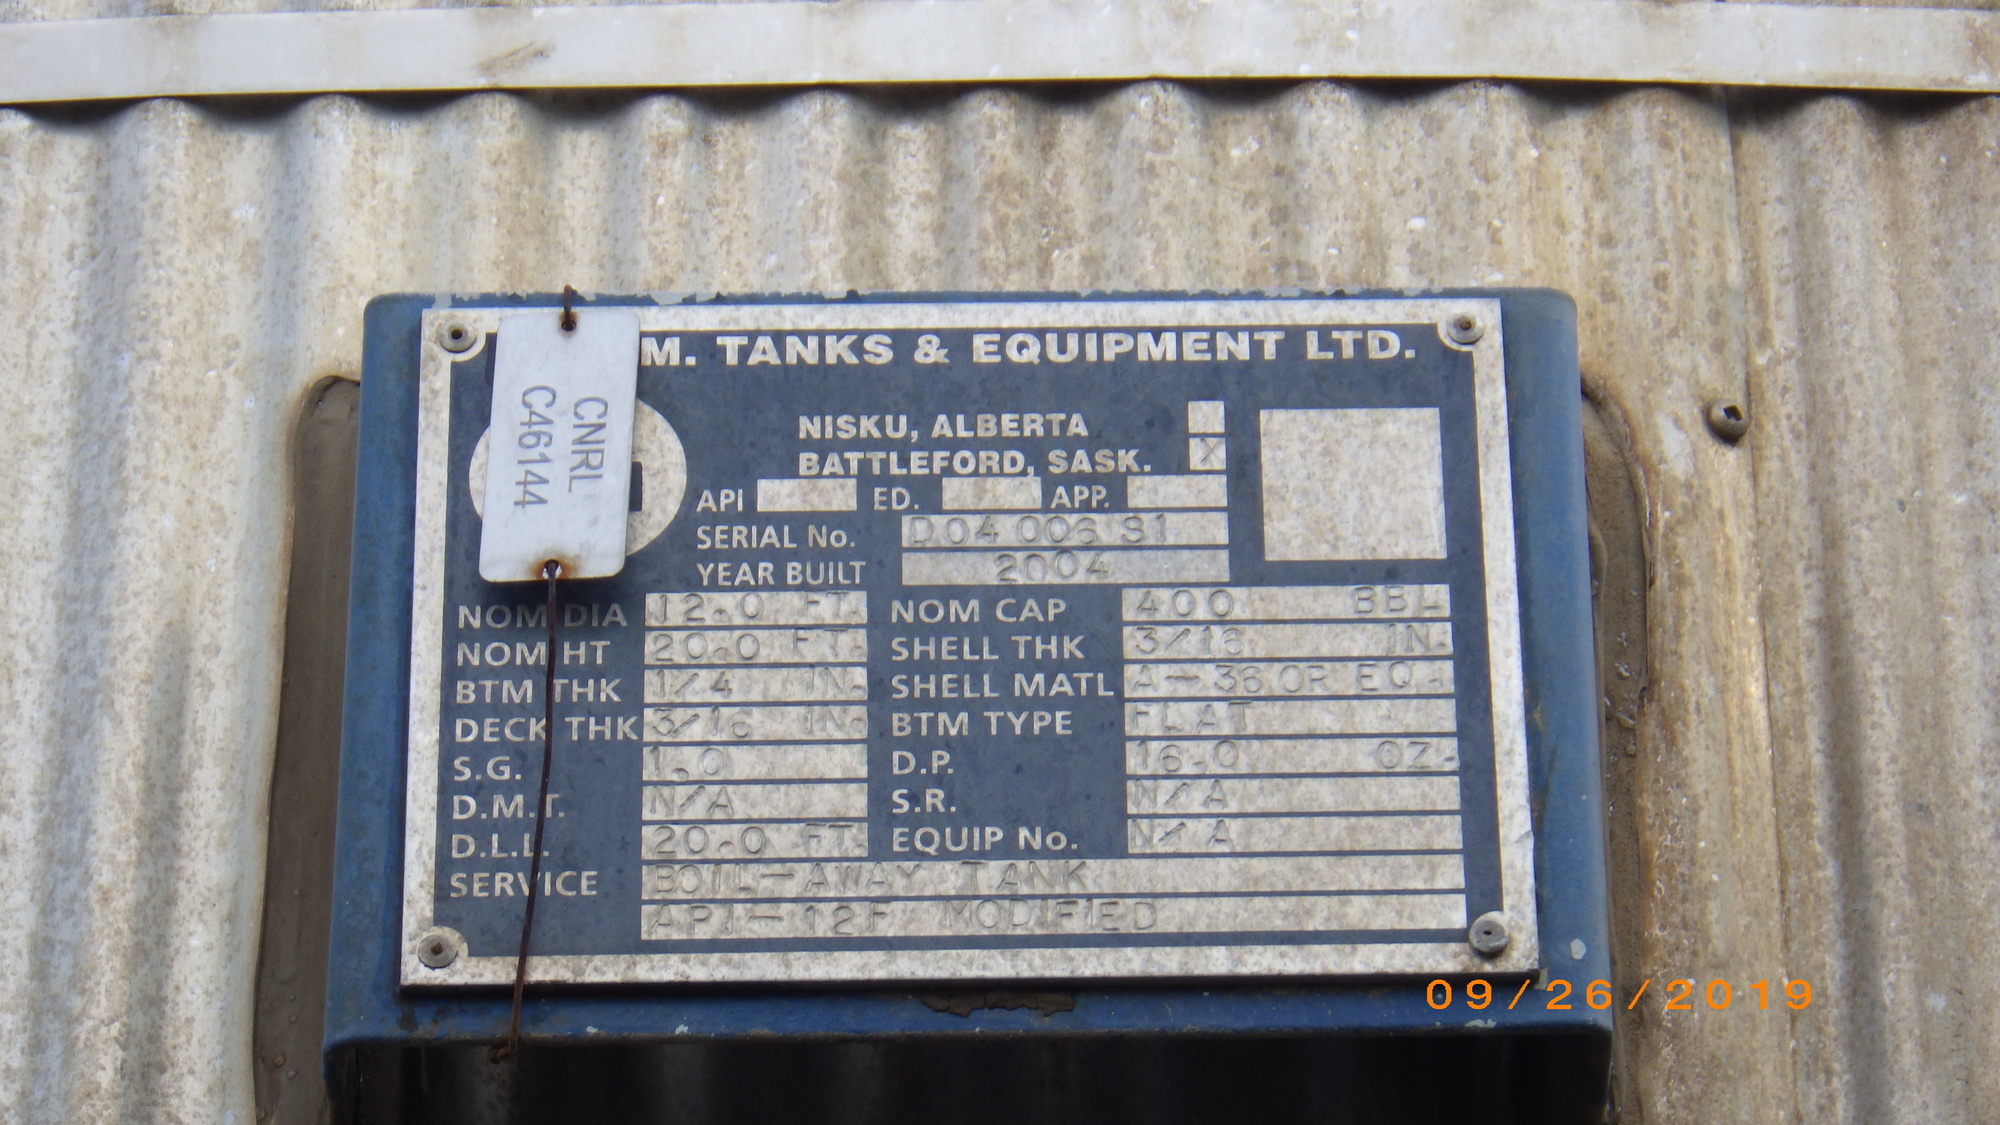 M. TANKS & EQUIPMENT LTD.
CNRL
C46144
NISKU, ALBERTA
BATTLEFORD, SASK. X
API ED. APP.
SERIAL No. D04 006 S1
YEAR BUILT 2004
NOM DIA 12.0 FT. NOM CAP 400 BBL
NOM HT 20.0 FT. SHELL THK 3/16 IN.
BTM THK 1/4 IN. SHELL MATL A-36 OR EQ.
DECK THK 3/16 IN. BTM TYPE FLAT
S.G. 1.0 D.P. 16.0 OZ.
D.M.T. N/A S.R. N/A
D.L.L. 20.0 FT. EQUIP No. N/A
SERVICE BOIL-AWAY TANK
API-12F MODIFIED
09/26/2019